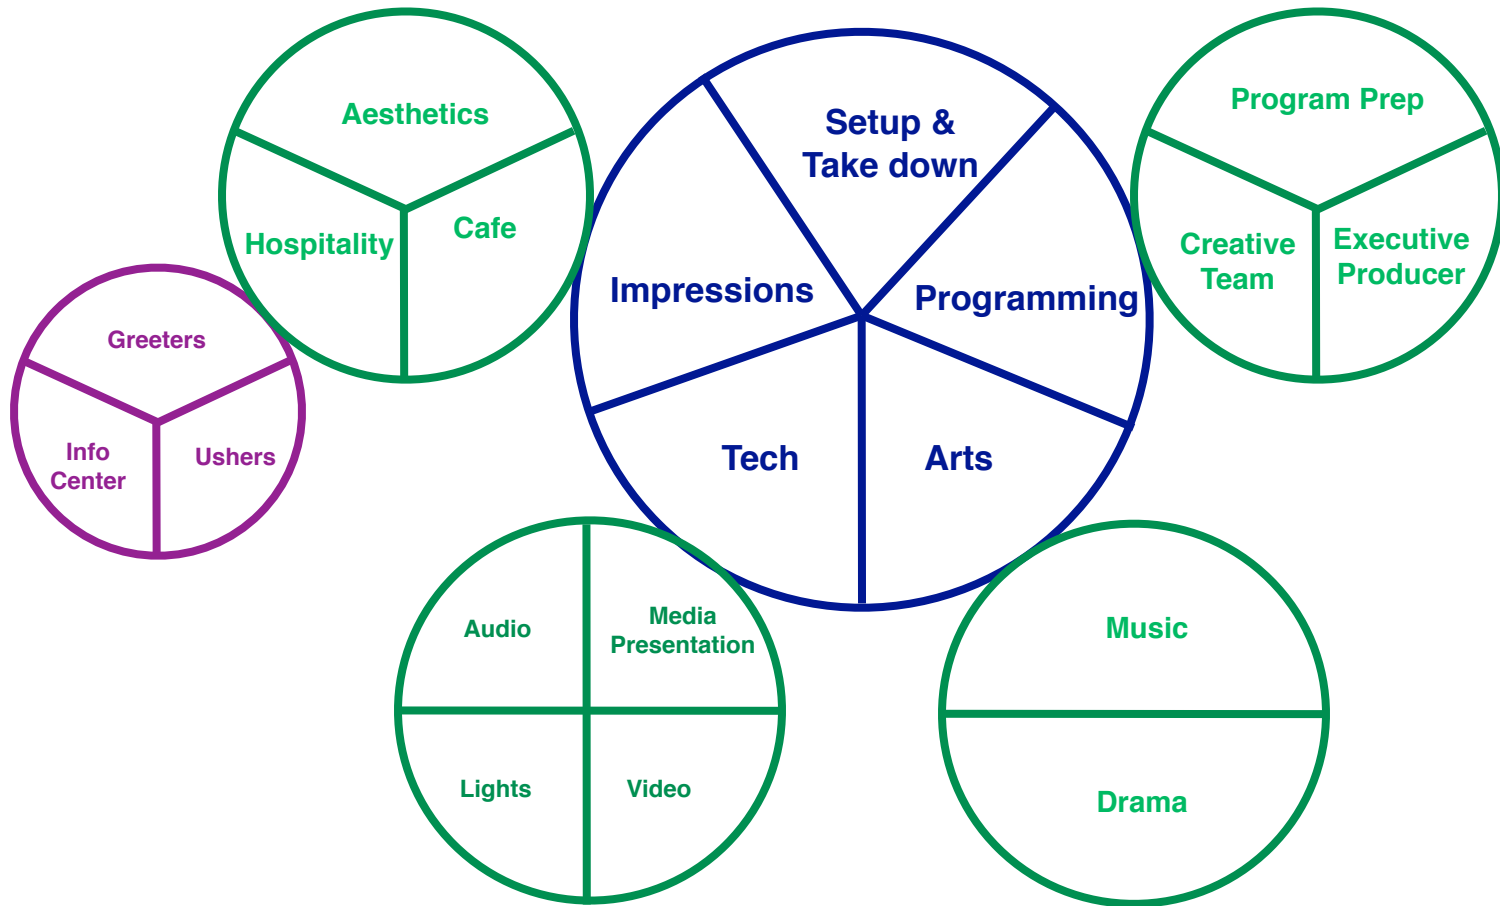 Aesthetics
Hospitality
Cafe
Greeters
Info
Center
Ushers
Setup &
Take down
Impressions
Programming
Tech
Arts
Program Prep
Creative
Team
Executive
Producer
Audio
Media
Presentation
Lights
Video
Music
Drama